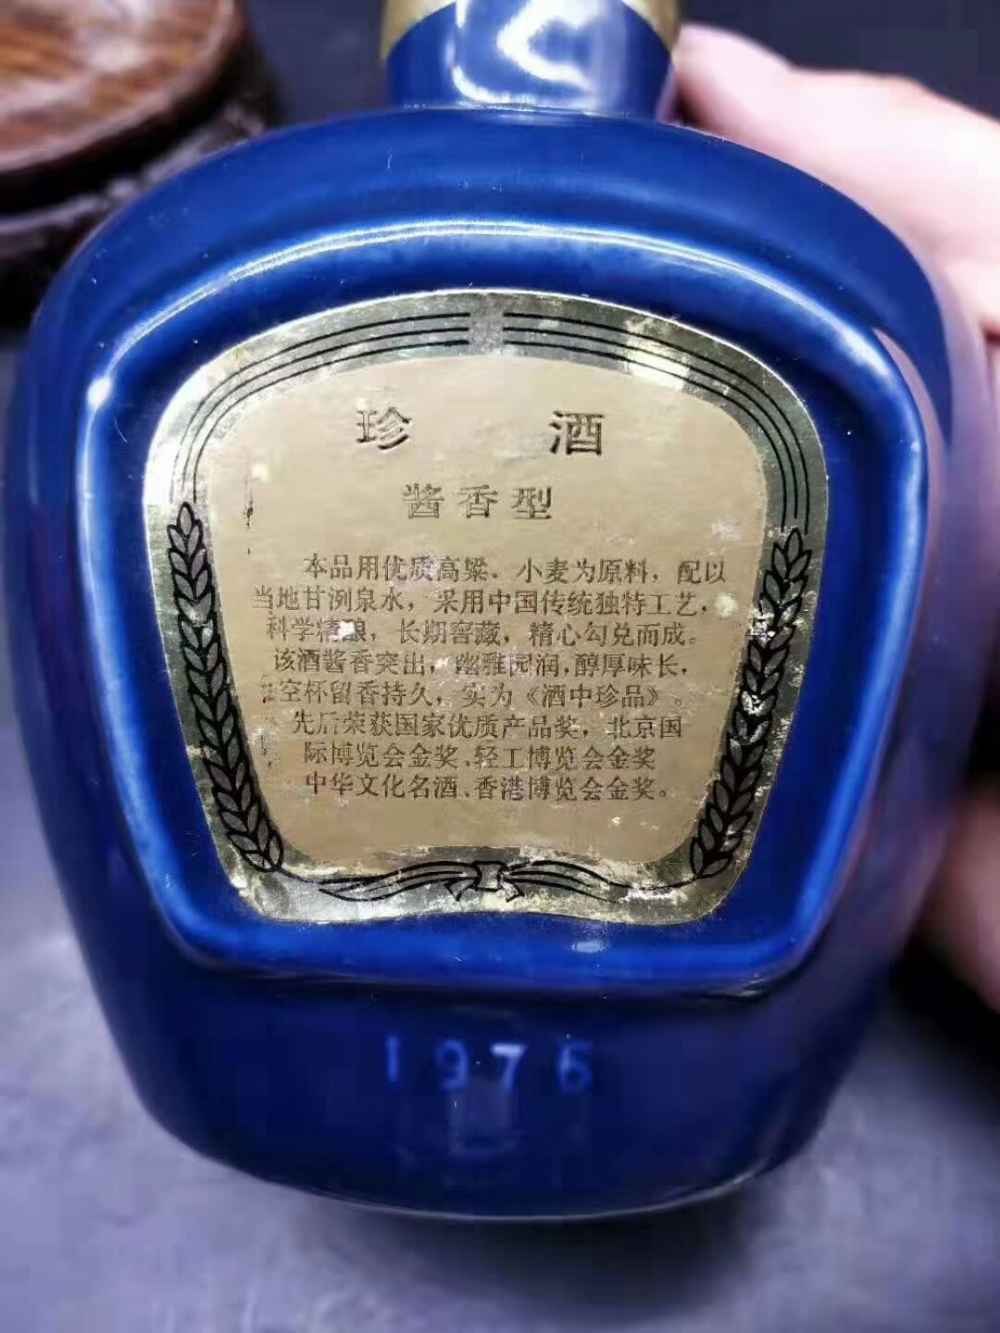 珍 酒
酱香型
本品用优质高粱．小麦为原料，配以
当地甘洌泉水，采用中国传统独特工艺，
科学精酿，长期窖藏，精心勾兑而成。
该酒酱香突出，幽雅圆润，醇厚味长，
空杯留香持久，实为《酒中珍品》。
先后荣获国家优质产品奖，北京国
际博览会金奖、轻工博览会金奖
中华文化名酒、香港博览会金奖。
1976